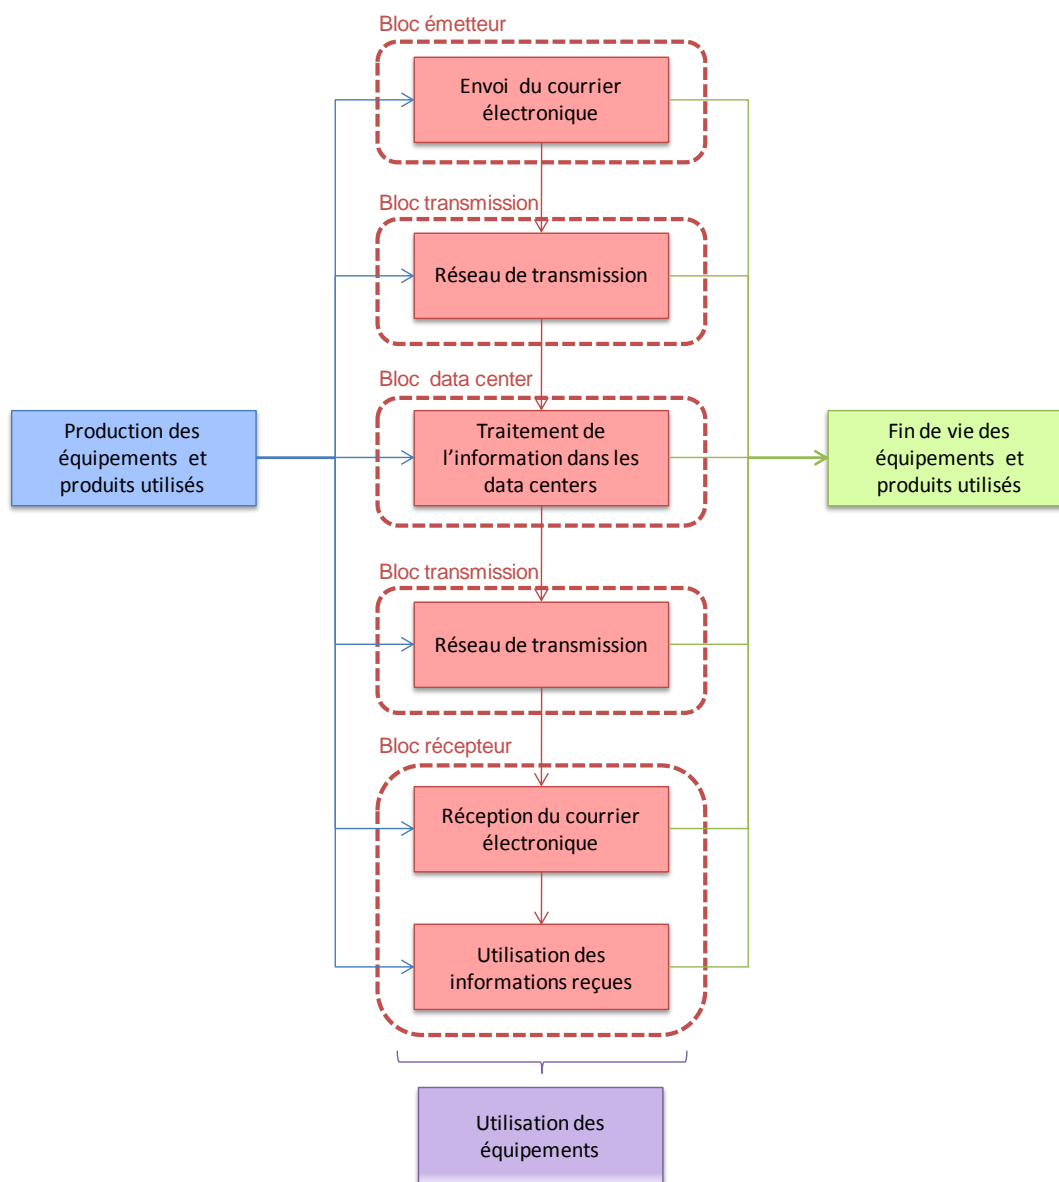 Bloc émetteur
Envoi du courrier
électronique
Bloc transmission
Réseau de transmission
Bloc data center
Production des
équipements et
produits utilisés
Traitement de
l'information dans les
data centers
Fin de vie des
équipements et
produits utilisés
Bloc transmission
Réseau de transmission
Bloc récepteur
Réception du courrier
électronique
Utilisation des
informations reçues
Utilisation des
équipements